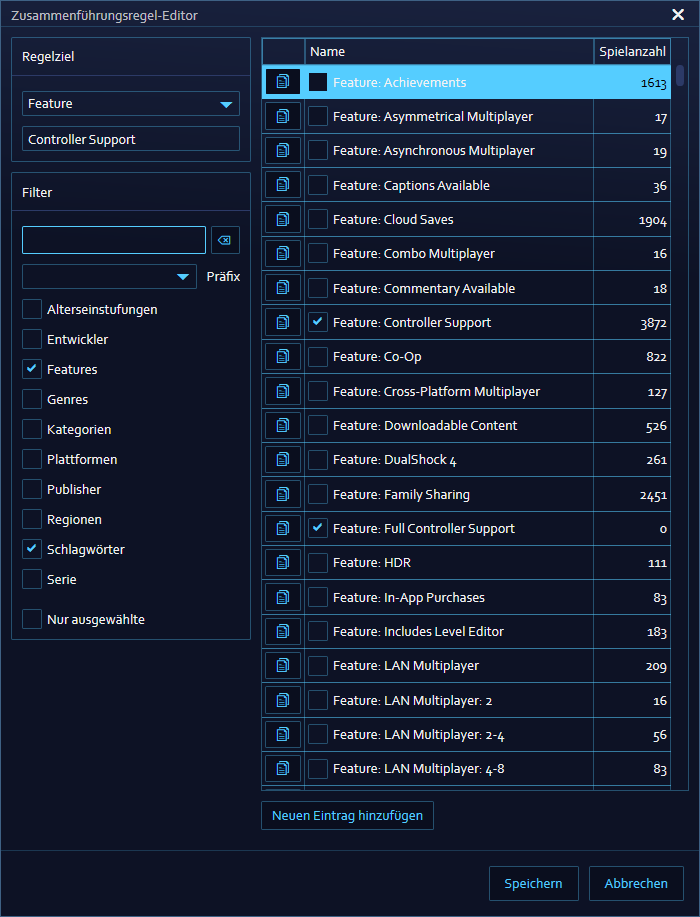 Zusammenführungsregel-Editor
Regelziel
Feature
Controller Support
Filter
Präfix
Alterseinstufungen
Entwickler
Features
Genres
Kategorien
Plattformen
Publisher
Regionen
Schlagwörter
Serie
Nur ausgewählte
Name Spielanzahl
Feature: Achievements 1613
Feature: Asymmetrical Multiplayer 17
Feature: Asynchronous Multiplayer 19
Feature: Captions Available 36
Feature: Cloud Saves 1904
Feature: Combo Multiplayer 16
Feature: Commentary Available 18
Feature: Controller Support 3872
Feature: Co-Op 822
Feature: Cross-Platform Multiplayer 127
Feature: Downloadable Content 526
Feature: DualShock 4 261
Feature: Family Sharing 2451
Feature: Full Controller Support 0
Feature: HDR 111
Feature: In-App Purchases 83
Feature: Includes Level Editor 183
Feature: LAN Multiplayer 209
Feature: LAN Multiplayer: 2 16
Feature: LAN Multiplayer: 2-4 56
Feature: LAN Multiplayer: 4-8 83
Neuen Eintrag hinzufügen
Speichern Abbrechen